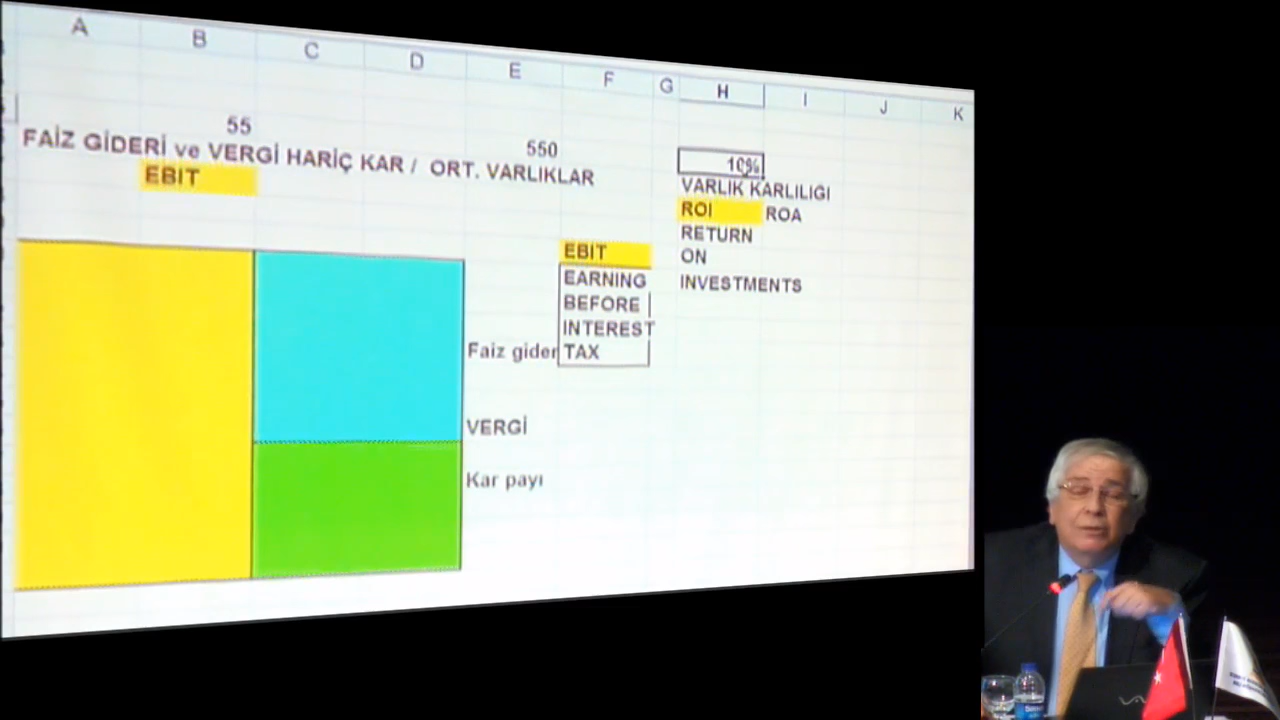 A B C D E F G H I J K
55 550 10%
FAİZ GİDERİ ve VERGİ HARİÇ KAR / ORT. VARLIKLAR
EBIT
VARLIK KARLILIĞI
ROI ROA
RETURN
ON
INVESTMENTS
EBIT
EARNING
BEFORE
INTEREST
TAX
Faiz gider
VERGİ
Kar payı